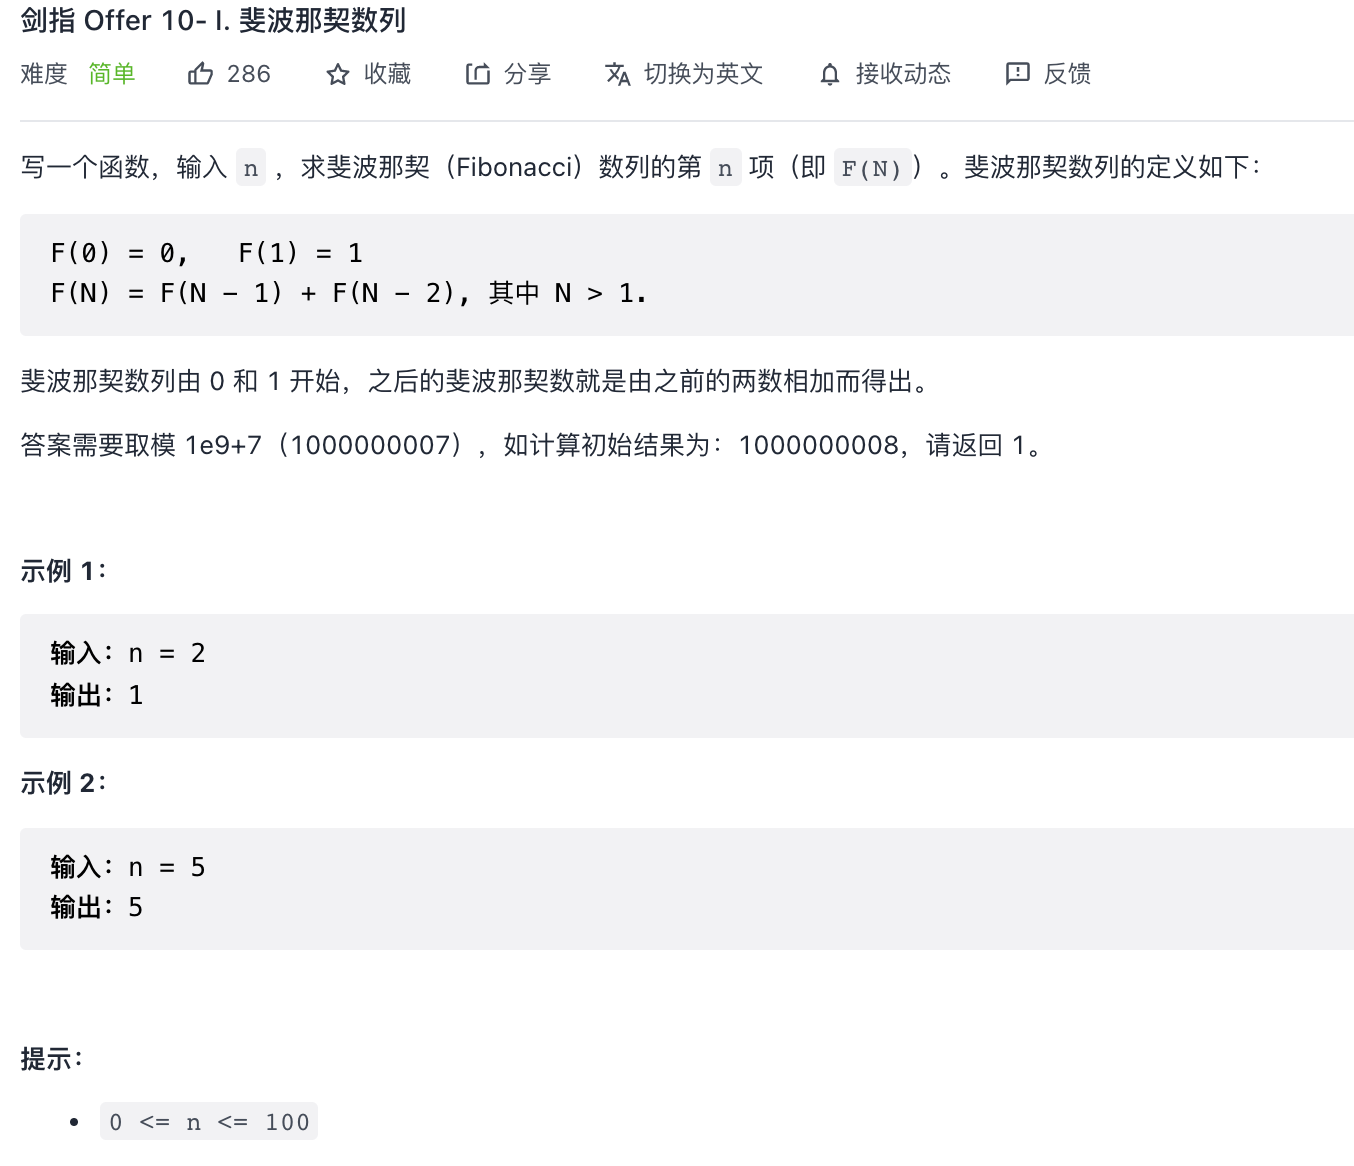 剑指 Offer 10- I. 斐波那契数列
难度 简单 286 收藏 分享 切换为英文 接收动态 反馈
写一个函数，输入 n ，求斐波那契（Fibonacci）数列的第 n 项（即 F(N)）。斐波那契数列的定义如下：
F(0) = 0,   F(1) = 1
F(N) = F(N - 1) + F(N - 2), 其中 N > 1.
斐波那契数列由 0 和 1 开始，之后的斐波那契数就是由之前的两数相加而得出。
答案需要取模 1e9+7（1000000007），如计算初始结果为：1000000008，请返回 1。
示例 1：
输入：n = 2
输出：1
示例 2：
输入：n = 5
输出：5
提示：
• 0 <= n <= 100